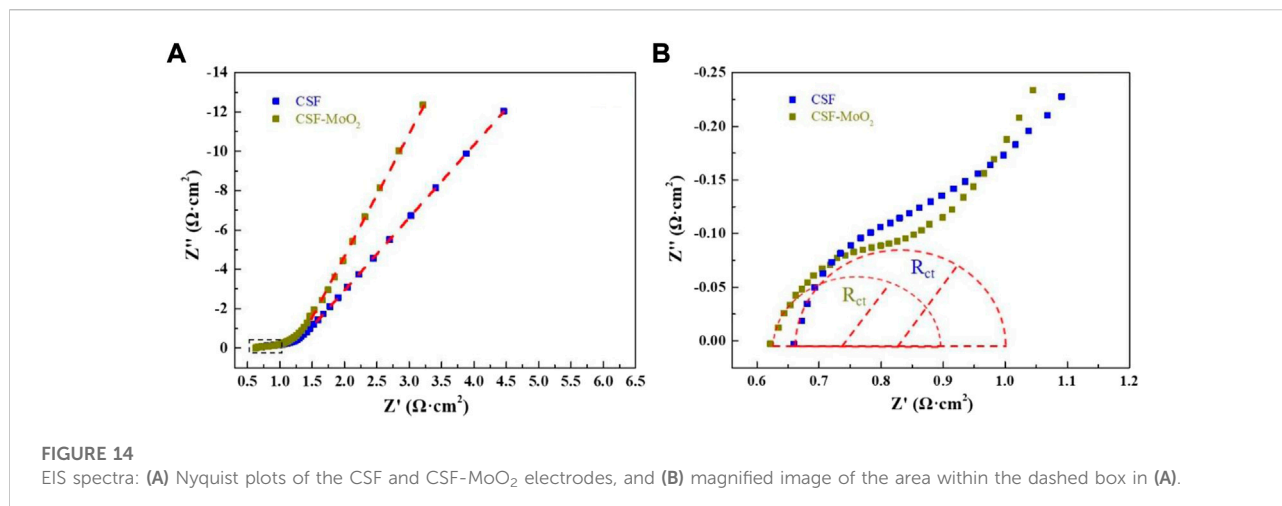 A
-14
-12
-10
-8
-6
-4
-2
0
Z'' (Ω·cm²)
CSF
CSF-MoO₂
0.5 1.0 1.5 2.0 2.5 3.0 3.5 4.0 4.5 5.0 5.5 6.0 6.5
Z' (Ω·cm²)
B
-0.25
-0.20
-0.15
-0.10
-0.05
0.00
Z'' (Ω·cm²)
CSF
CSF-MoO₂
Rct
Rct
0.6 0.7 0.8 0.9 1.0 1.1 1.2
Z' (Ω·cm²)
FIGURE 14
EIS spectra: (A) Nyquist plots of the CSF and CSF-MoO₂ electrodes, and (B) magnified image of the area within the dashed box in (A).